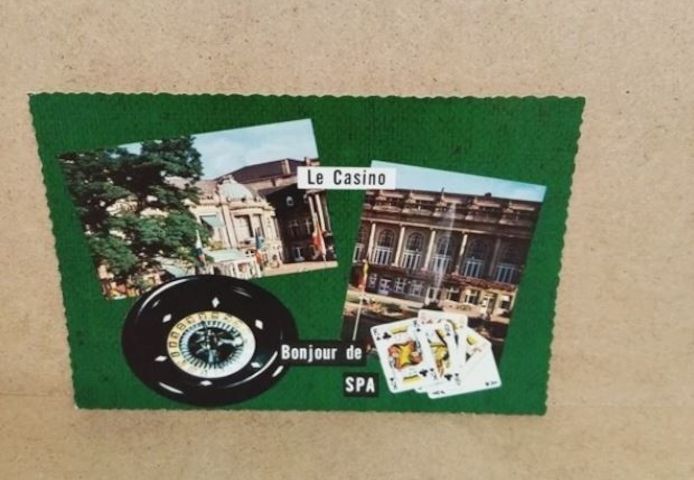 Le Casino
Bonjour de
SPA